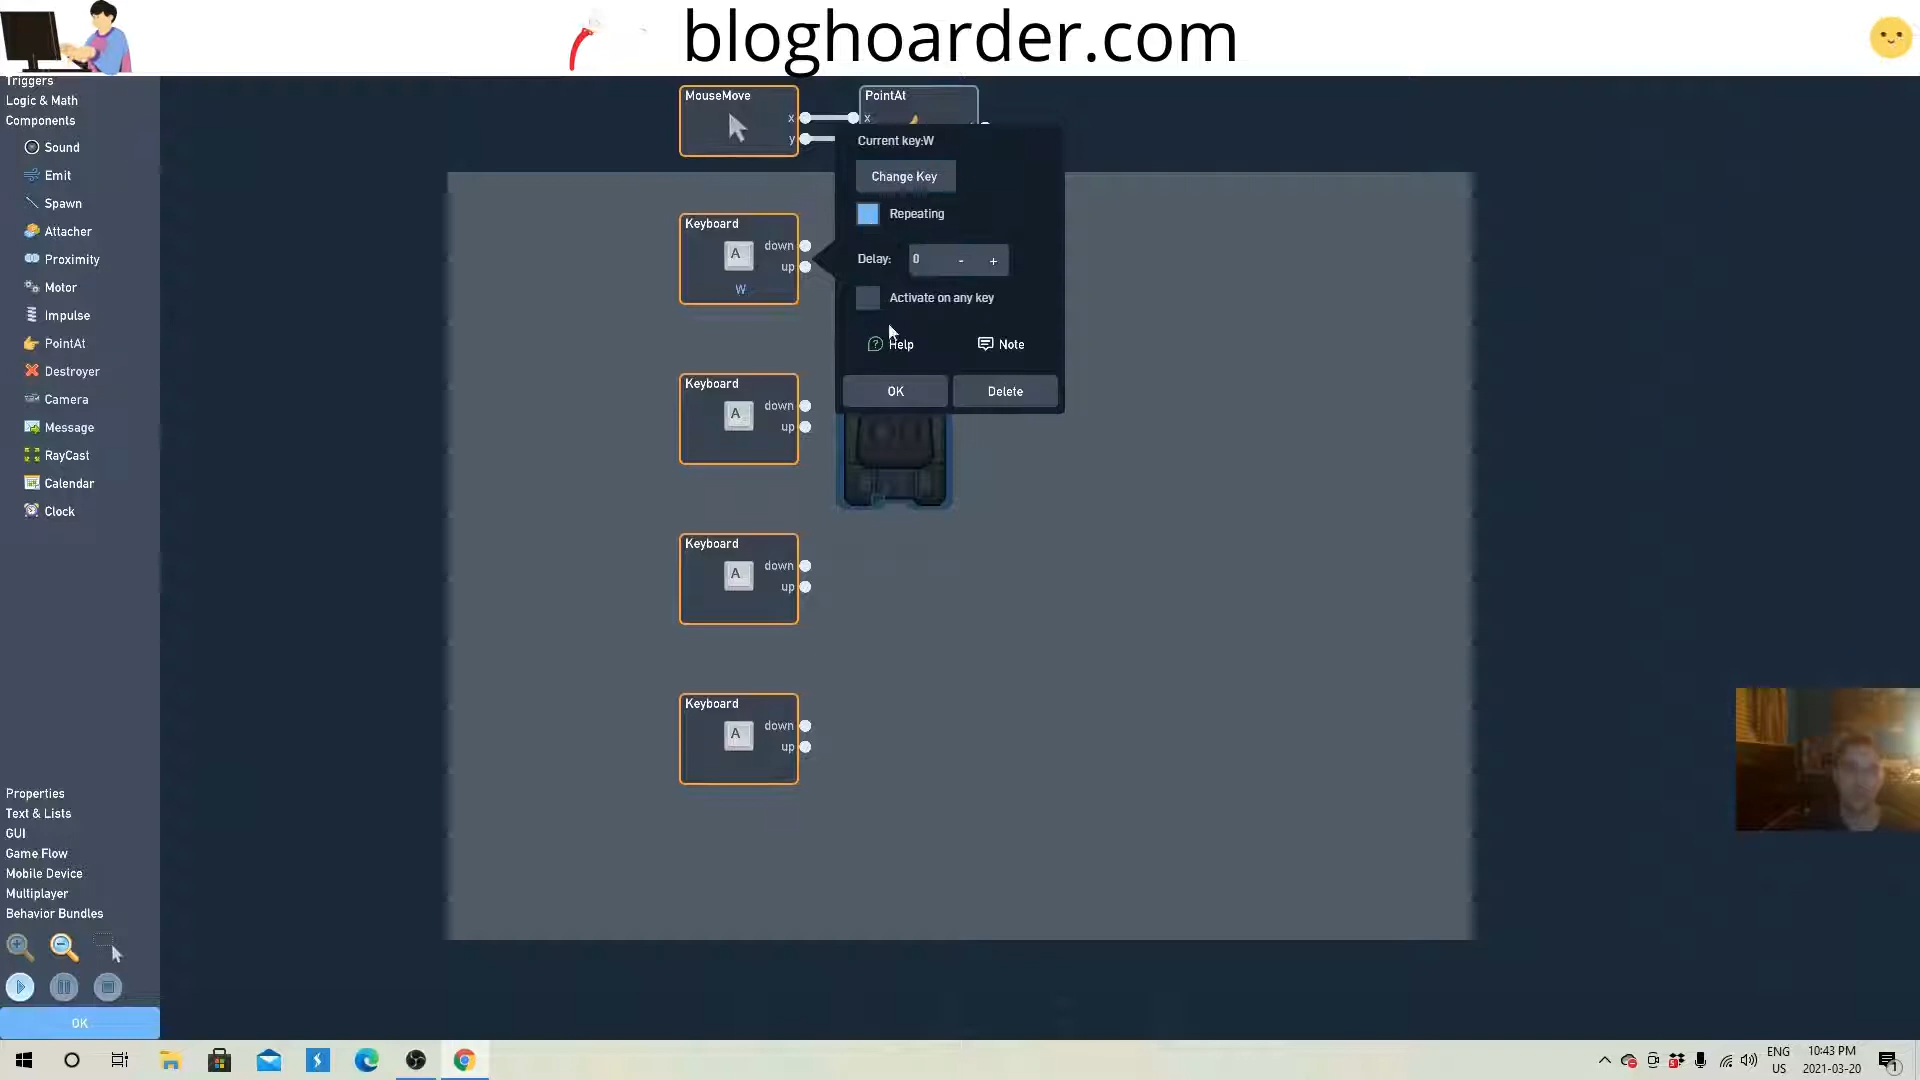 bloghoarder.com
Triggers
Logic & Math
Components
Sound
Emit
Spawn
Attacher
Proximity
Motor
Impulse
PointAt
Destroyer
Camera
Message
RayCast
Calendar
Clock
Properties
Text & Lists
GUI
Game Flow
Mobile Device
Multiplayer
Behavior Bundles
OK
MouseMove
x
y
PointAt
x
Keyboard
A
down
up
W
Current key:W
Change Key
Repeating
Delay: 0 - +
Activate on any key
? Help
Note
OK
Delete
Keyboard
A
down
up
Keyboard
A
down
up
Keyboard
A
down
up
ENG
US
10:43 PM
2021-03-20
1